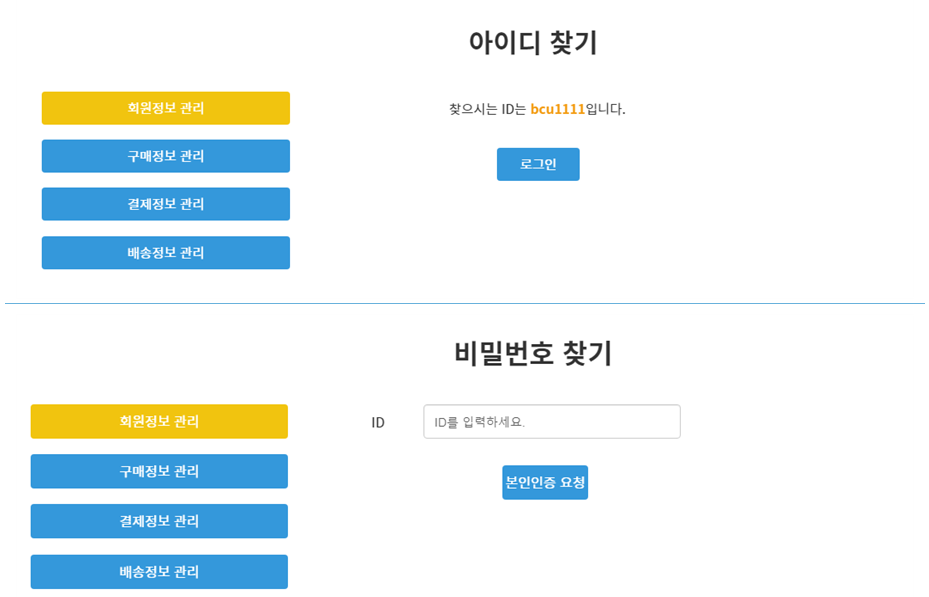 아이디 찾기
회원정보 관리
찾으시는 ID는 bcu1111입니다.
구매정보 관리
로그인
결제정보 관리
배송정보 관리
비밀번호 찾기
회원정보 관리
ID
ID를 입력하세요.
구매정보 관리
본인인증 요청
결제정보 관리
배송정보 관리